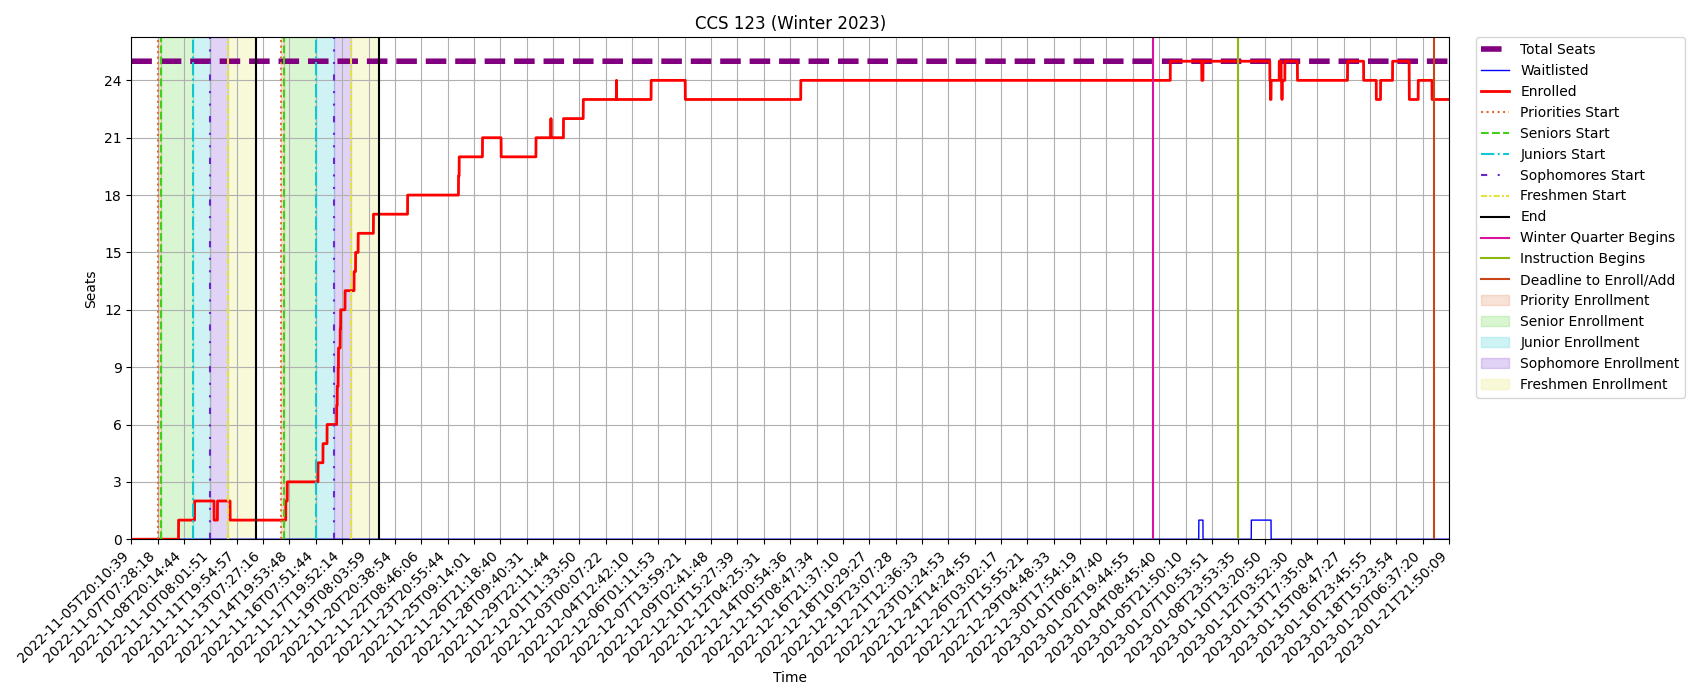 CCS 123 (Winter 2023)
Seats
24
21
18
15
12
9
6
3
0
2022-11-05T20:10:39
2022-11-07T07:28:18
2022-11-08T20:14:44
2022-11-10T08:01:51
2022-11-11T19:54:57
2022-11-13T07:27:16
2022-11-14T19:53:48
2022-11-16T07:51:44
2022-11-17T19:52:14
2022-11-19T08:03:59
2022-11-20T20:38:54
2022-11-22T08:46:06
2022-11-23T20:55:44
2022-11-25T09:14:01
2022-11-26T21:18:40
2022-11-28T09:40:31
2022-11-29T22:11:44
2022-12-01T11:33:50
2022-12-03T00:07:22
2022-12-04T12:42:10
2022-12-06T01:11:53
2022-12-07T13:59:21
2022-12-09T02:41:48
2022-12-10T15:27:39
2022-12-12T04:25:31
2022-12-14T00:54:36
2022-12-15T08:47:34
2022-12-16T21:37:10
2022-12-18T10:29:27
2022-12-19T23:07:28
2022-12-21T12:36:33
2022-12-23T01:24:53
2022-12-24T14:24:55
2022-12-26T03:02:17
2022-12-27T15:55:21
2022-12-29T04:48:33
2022-12-30T17:54:19
2023-01-01T06:47:40
2023-01-02T19:44:55
2023-01-04T08:45:40
2023-01-05T21:50:10
2023-01-07T10:53:51
2023-01-08T23:53:35
2023-01-10T13:20:50
2023-01-12T03:52:30
2023-01-13T17:35:04
2023-01-15T08:47:27
2023-01-16T23:45:55
2023-01-18T15:23:54
2023-01-20T06:37:20
2023-01-21T21:50:09
Time
Total Seats
Waitlisted
Enrolled
Priorities Start
Seniors Start
Juniors Start
Sophomores Start
Freshmen Start
End
Winter Quarter Begins
Instruction Begins
Deadline to Enroll/Add
Priority Enrollment
Senior Enrollment
Junior Enrollment
Sophomore Enrollment
Freshmen Enrollment